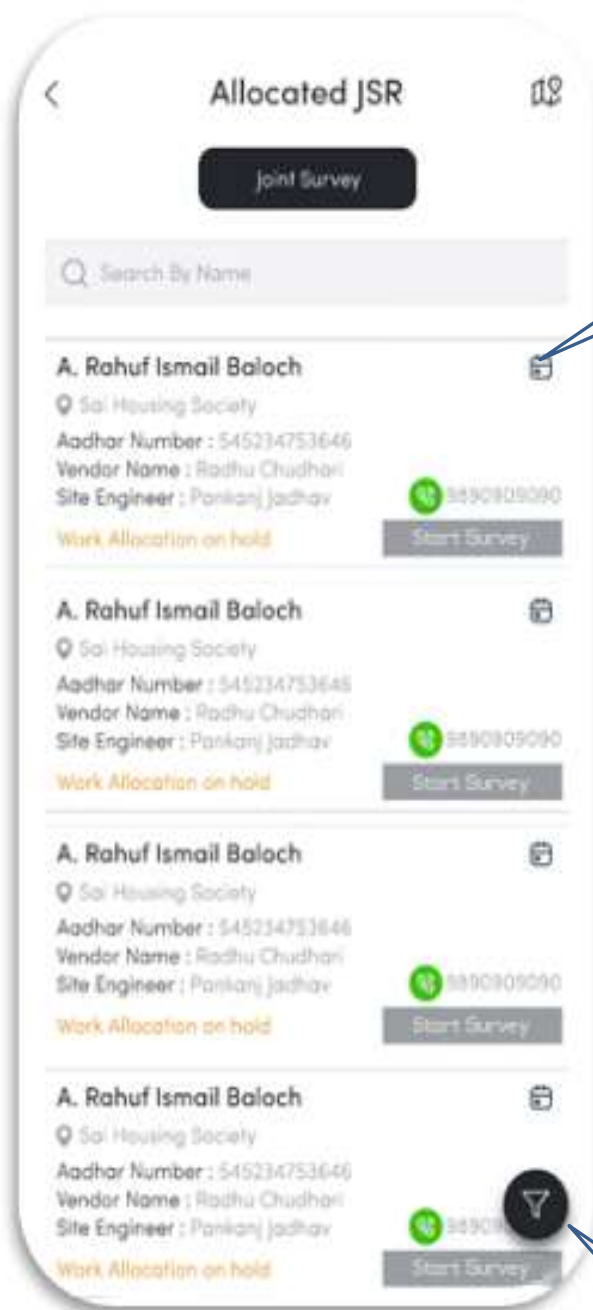 Allocated JSR
Joint Survey
Search By Name
A. Rahuf Ismail Baloch
Sai Housing Society
Aadhar Number : 545234753646
Vendor Name : Radhu Chudhari
Site Engineer : Pankanj Jadhav 9890909090
Work Allocation on hold Start Survey
A. Rahuf Ismail Baloch
Sai Housing Society
Aadhar Number : 545234753646
Vendor Name : Radhu Chudhari
Site Engineer : Pankanj Jadhav 9890909090
Work Allocation on hold Start Survey
A. Rahuf Ismail Baloch
Sai Housing Society
Aadhar Number : 545234753646
Vendor Name : Radhu Chudhari
Site Engineer : Pankanj Jadhav 9890909090
Work Allocation on hold Start Survey
A. Rahuf Ismail Baloch
Sai Housing Society
Aadhar Number : 545234753646
Vendor Name : Radhu Chudhari
Site Engineer : Pankanj Jadhav
Work Allocation on hold Start Survey